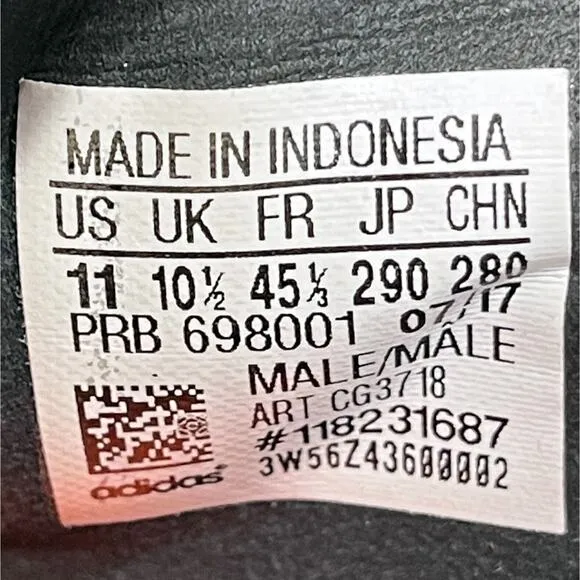 MADE IN INDONESIA
US UK FR JP CHN
11 10½ 45⅓ 290 280
PRB 698001 07/17
MALE/MÂLE
ART CG3718
#118231687
3W56Z43600002
adidas